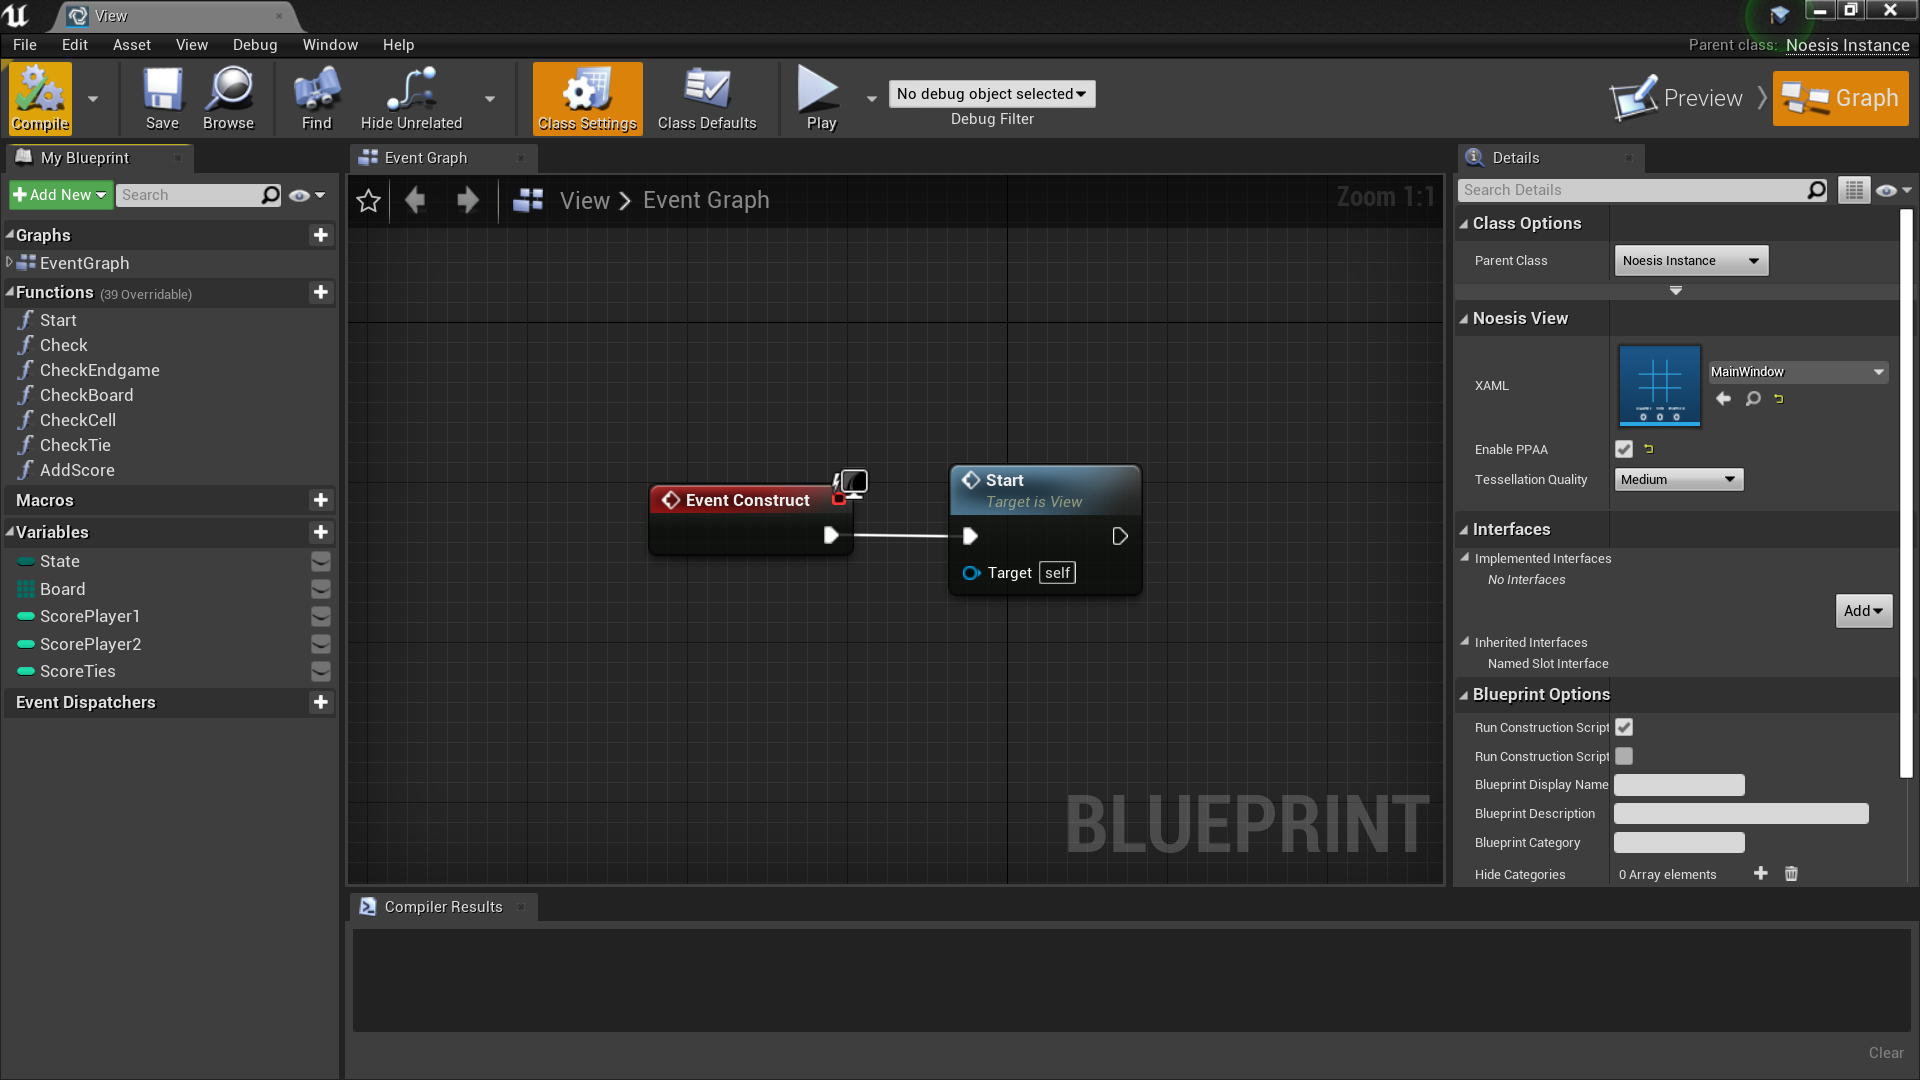 View
File Edit Asset View Debug Window Help
Parent class: Noesis Instance
Compile
Save
Browse
Find
Hide Unrelated
Class Settings
Class Defaults
Play
No debug object selected
Debug Filter
Preview
Graph
My Blueprint
Add New
Search
Graphs
EventGraph
Functions (39 Overridable)
Start
Check
CheckEndgame
CheckBoard
CheckCell
CheckTie
AddScore
Macros
Variables
State
Board
ScorePlayer1
ScorePlayer2
ScoreTies
Event Dispatchers
Event Graph
View > Event Graph
Zoom 1:1
Event Construct
Start
Target is View
Target self
BLUEPRINT
Compiler Results
Clear
Details
Search Details
Class Options
Parent Class Noesis Instance
Noesis View
XAML
MainWindow
0 0 0
Enable PPAA
Tessellation Quality Medium
Interfaces
Implemented Interfaces
No Interfaces
Add
Inherited Interfaces
Named Slot Interface
Blueprint Options
Run Construction Script
Run Construction Script
Blueprint Display Name
Blueprint Description
Blueprint Category
Hide Categories 0 Array elements